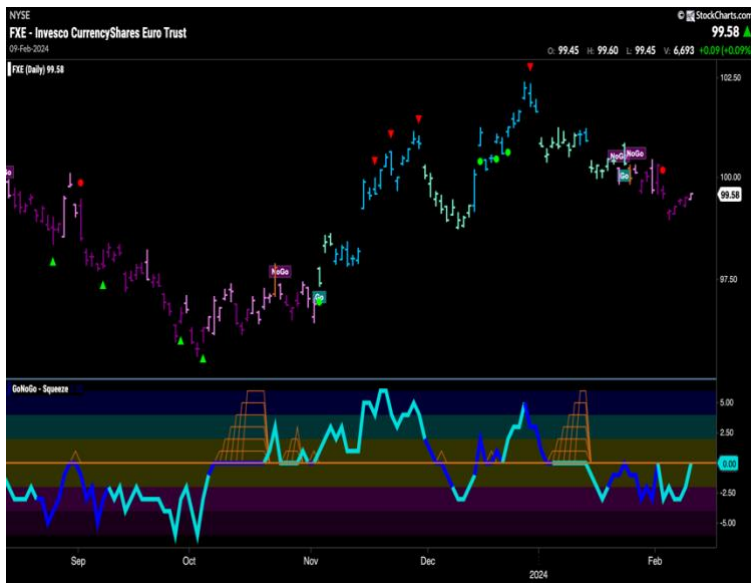 NYSE
© StockCharts.com
FXE - Invesco CurrencyShares Euro Trust
99.58
09-Feb-2024
O: 99.45 H: 99.60 L: 99.45 V: 6,693 +0.09 (+0.09%)
FXE (Daily) 99.58
102.50
NoGo NoGo
Go
100.00
99.58
NoGo
97.50
Go
GoNoGo - Squeeze
5.00
2.50
0.00
-2.50
-5.00
Sep Oct Nov Dec 2024 Feb